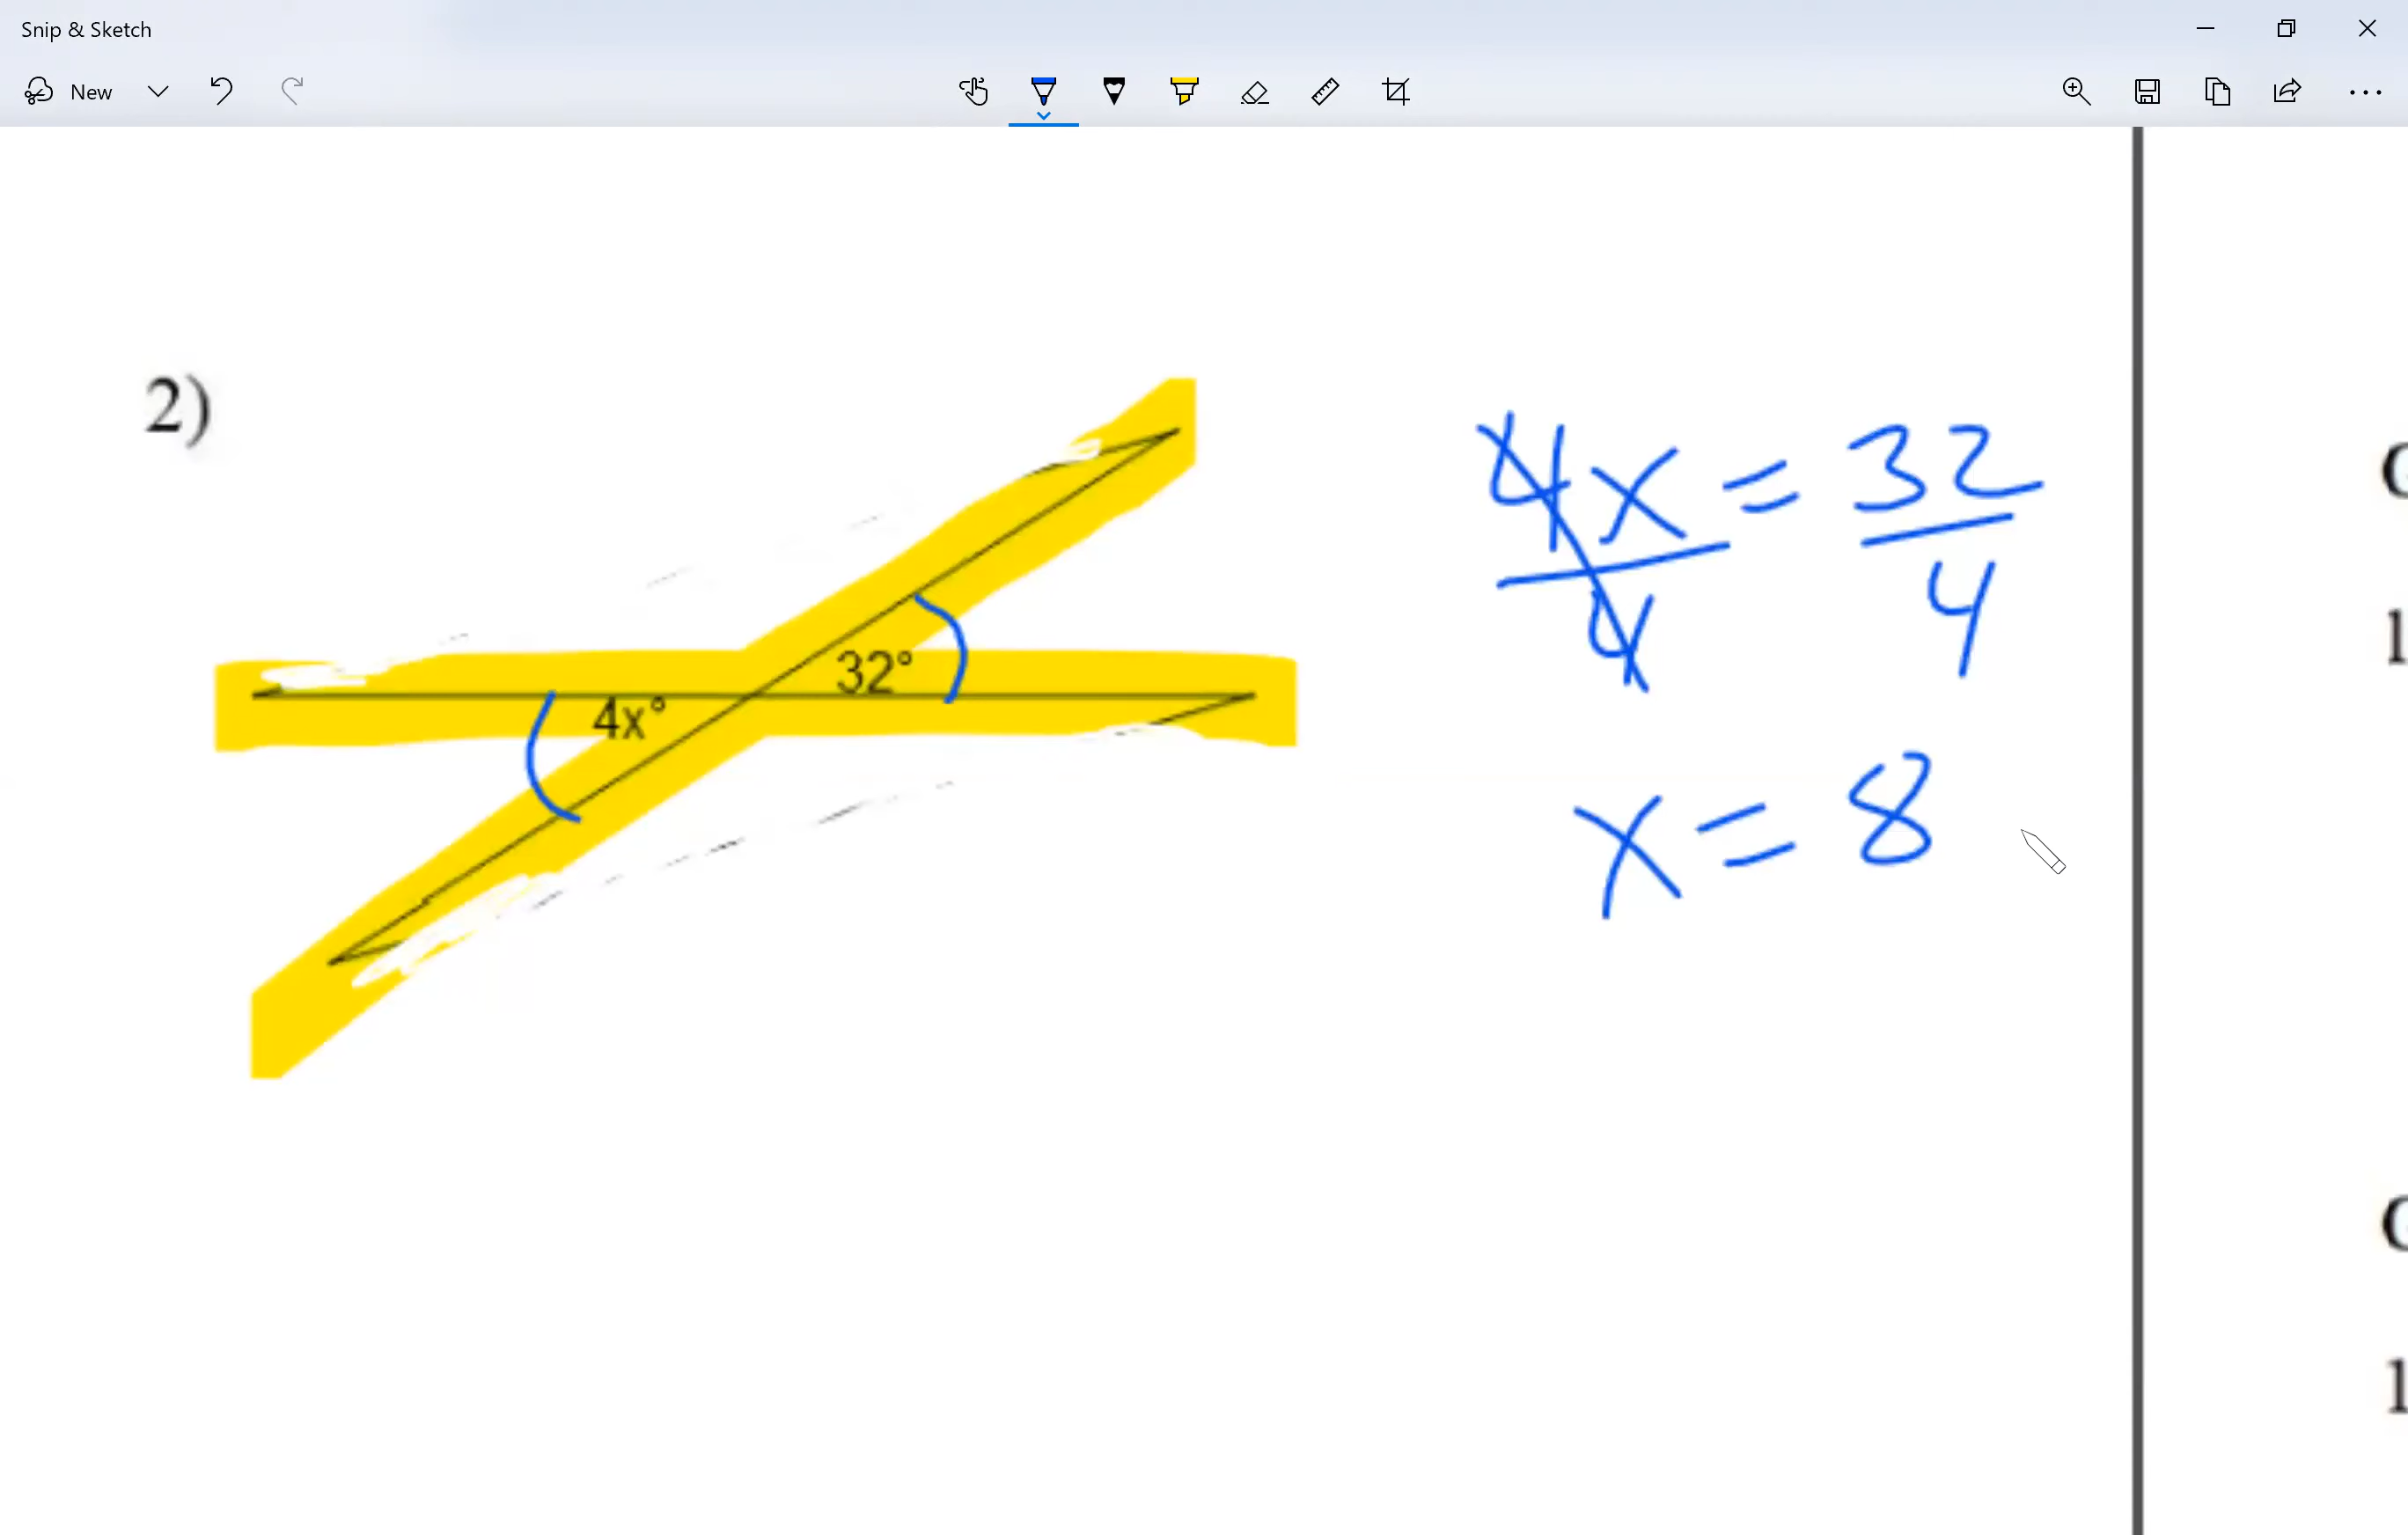 Snip & Sketch
New
2)
32°
4x°
4x = 32
4 4
x = 8